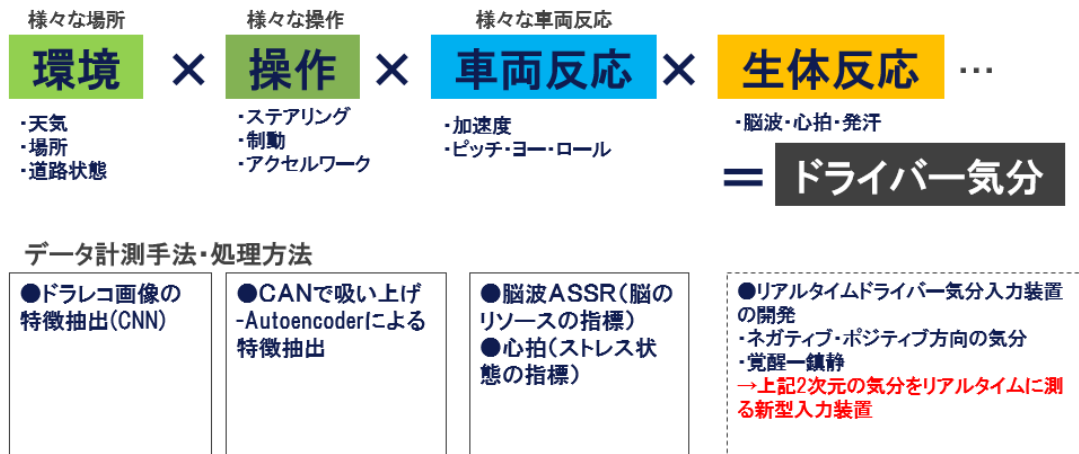 様々な場所
様々な操作
様々な車両反応
環境 × 操作 × 車両反応 × 生体反応 …
・天気
・場所
・道路状態
・ステアリング
・制動
・アクセルワーク
・加速度
・ピッチ・ヨー・ロール
・脳波・心拍・発汗
= ドライバー気分
データ計測手法・処理方法
●ドラレコ画像の
特徴抽出(CNN)
●CANで吸い上げ
-Autoencoderによる
特徴抽出
●脳波ASSR(脳の
リソースの指標)
●心拍(ストレス状
態の指標)
●リアルタイムドライバー気分入力装置
の開発
・ネガティブ・ポジティブ方向の気分
・覚醒ー鎮静
→上記2次元の気分をリアルタイムに測
る新型入力装置